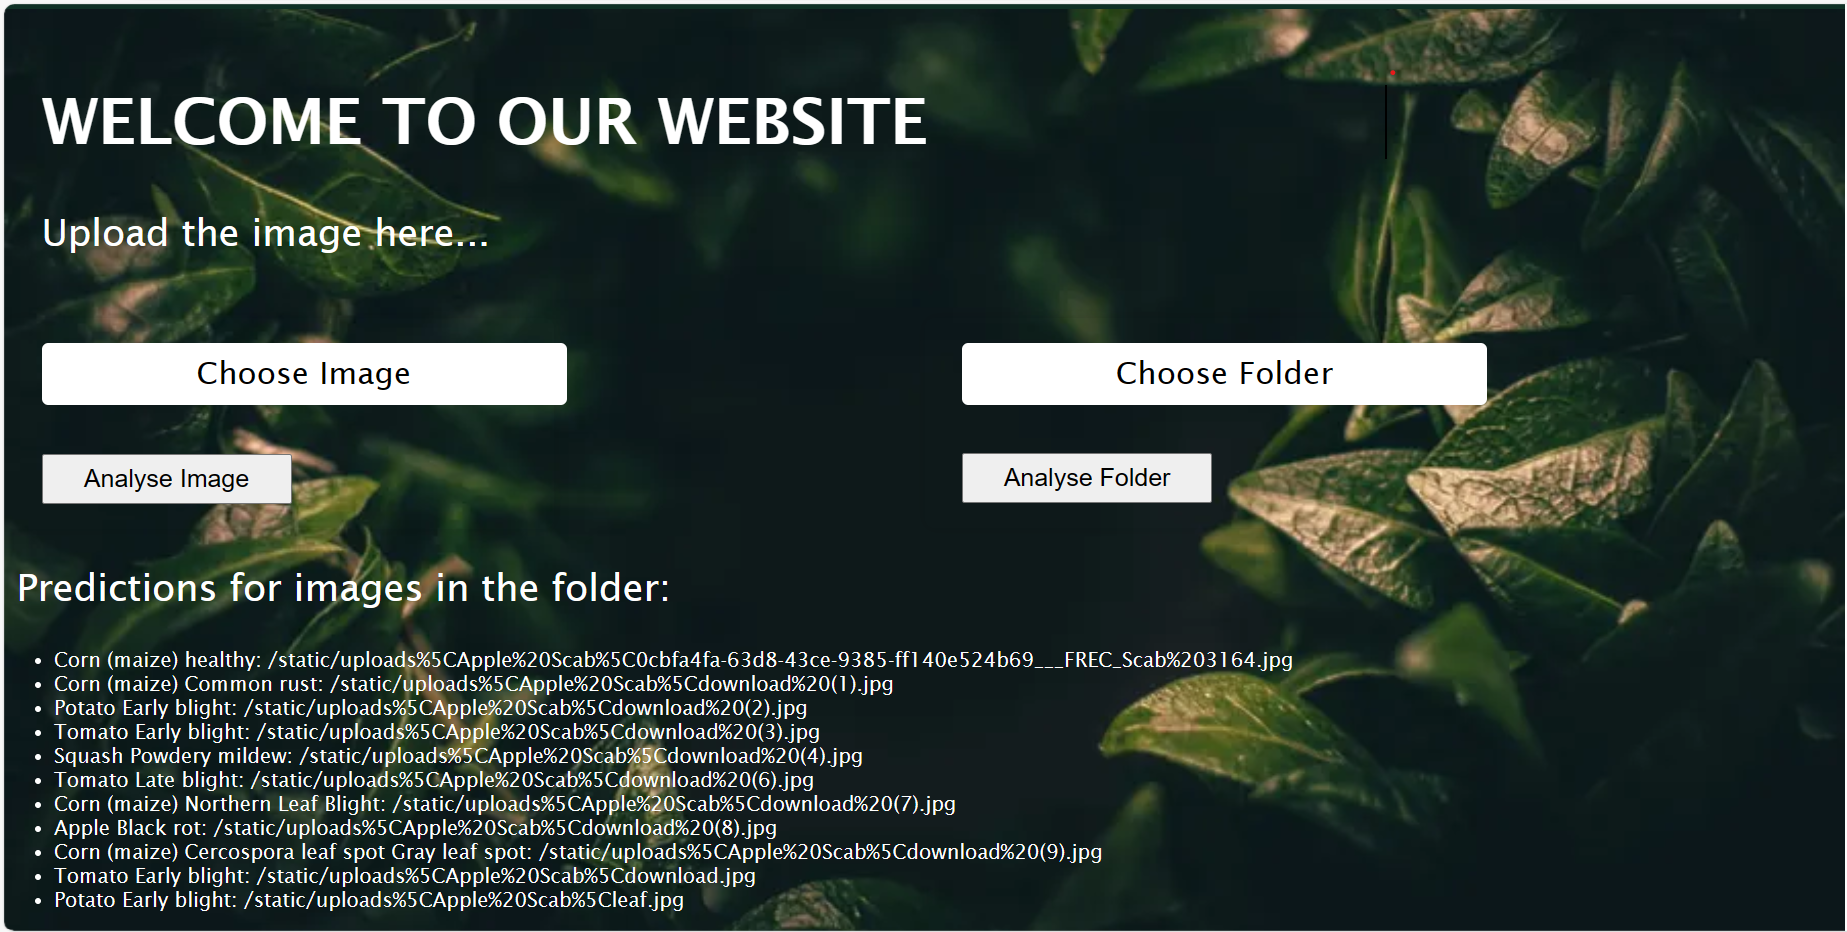 WELCOME TO OUR WEBSITE
Upload the image here...
Choose Image
Choose Folder
Analyse Image
Analyse Folder
Predictions for images in the folder:
• Corn (maize) healthy: /static/uploads%5CApple%20Scab%5C0cbfa4fa-63d8-43ce-9385-ff140e524b69___FREC_Scab%203164.jpg
• Corn (maize) Common rust: /static/uploads%5CApple%20Scab%5Cdownload%20(1).jpg
• Potato Early blight: /static/uploads%5CApple%20Scab%5Cdownload%20(2).jpg
• Tomato Early blight: /static/uploads%5CApple%20Scab%5Cdownload%20(3).jpg
• Squash Powdery mildew: /static/uploads%5CApple%20Scab%5Cdownload%20(4).jpg
• Tomato Late blight: /static/uploads%5CApple%20Scab%5Cdownload%20(6).jpg
• Corn (maize) Northern Leaf Blight: /static/uploads%5CApple%20Scab%5Cdownload%20(7).jpg
• Apple Black rot: /static/uploads%5CApple%20Scab%5Cdownload%20(8).jpg
• Corn (maize) Cercospora leaf spot Gray leaf spot: /static/uploads%5CApple%20Scab%5Cdownload%20(9).jpg
• Tomato Early blight: /static/uploads%5CApple%20Scab%5Cdownload.jpg
• Potato Early blight: /static/uploads%5CApple%20Scab%5Cleaf.jpg